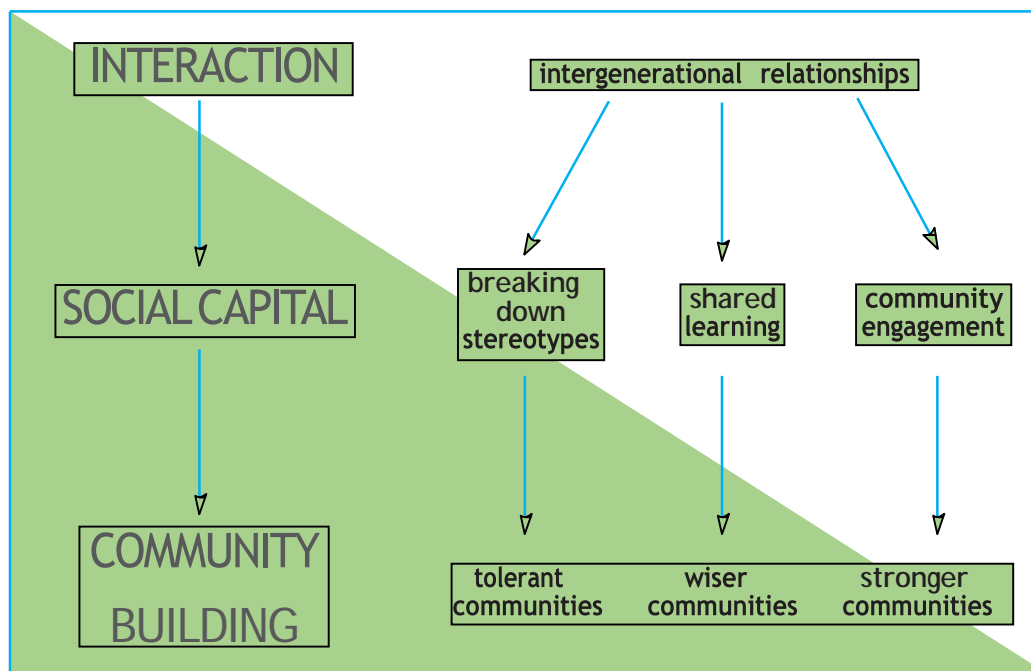 INTERACTION
SOCIAL CAPITAL
COMMUNITY
BUILDING
intergenerational relationships
breaking
down
stereotypes
shared
learning
community
engagement
tolerant
communities
wiser
communities
stronger
communities